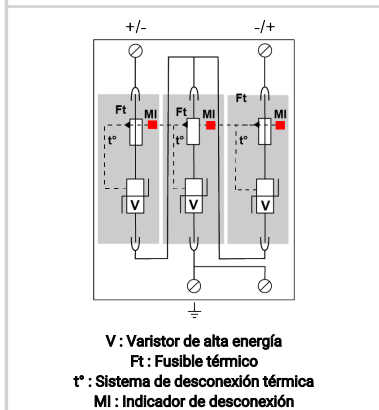 +/- -/+
Ft MI Ft MI Ft MI
t° t° t°
V V V
V : Varistor de alta energía
Ft : Fusible térmico
t° : Sistema de desconexión térmica
MI : Indicador de desconexión